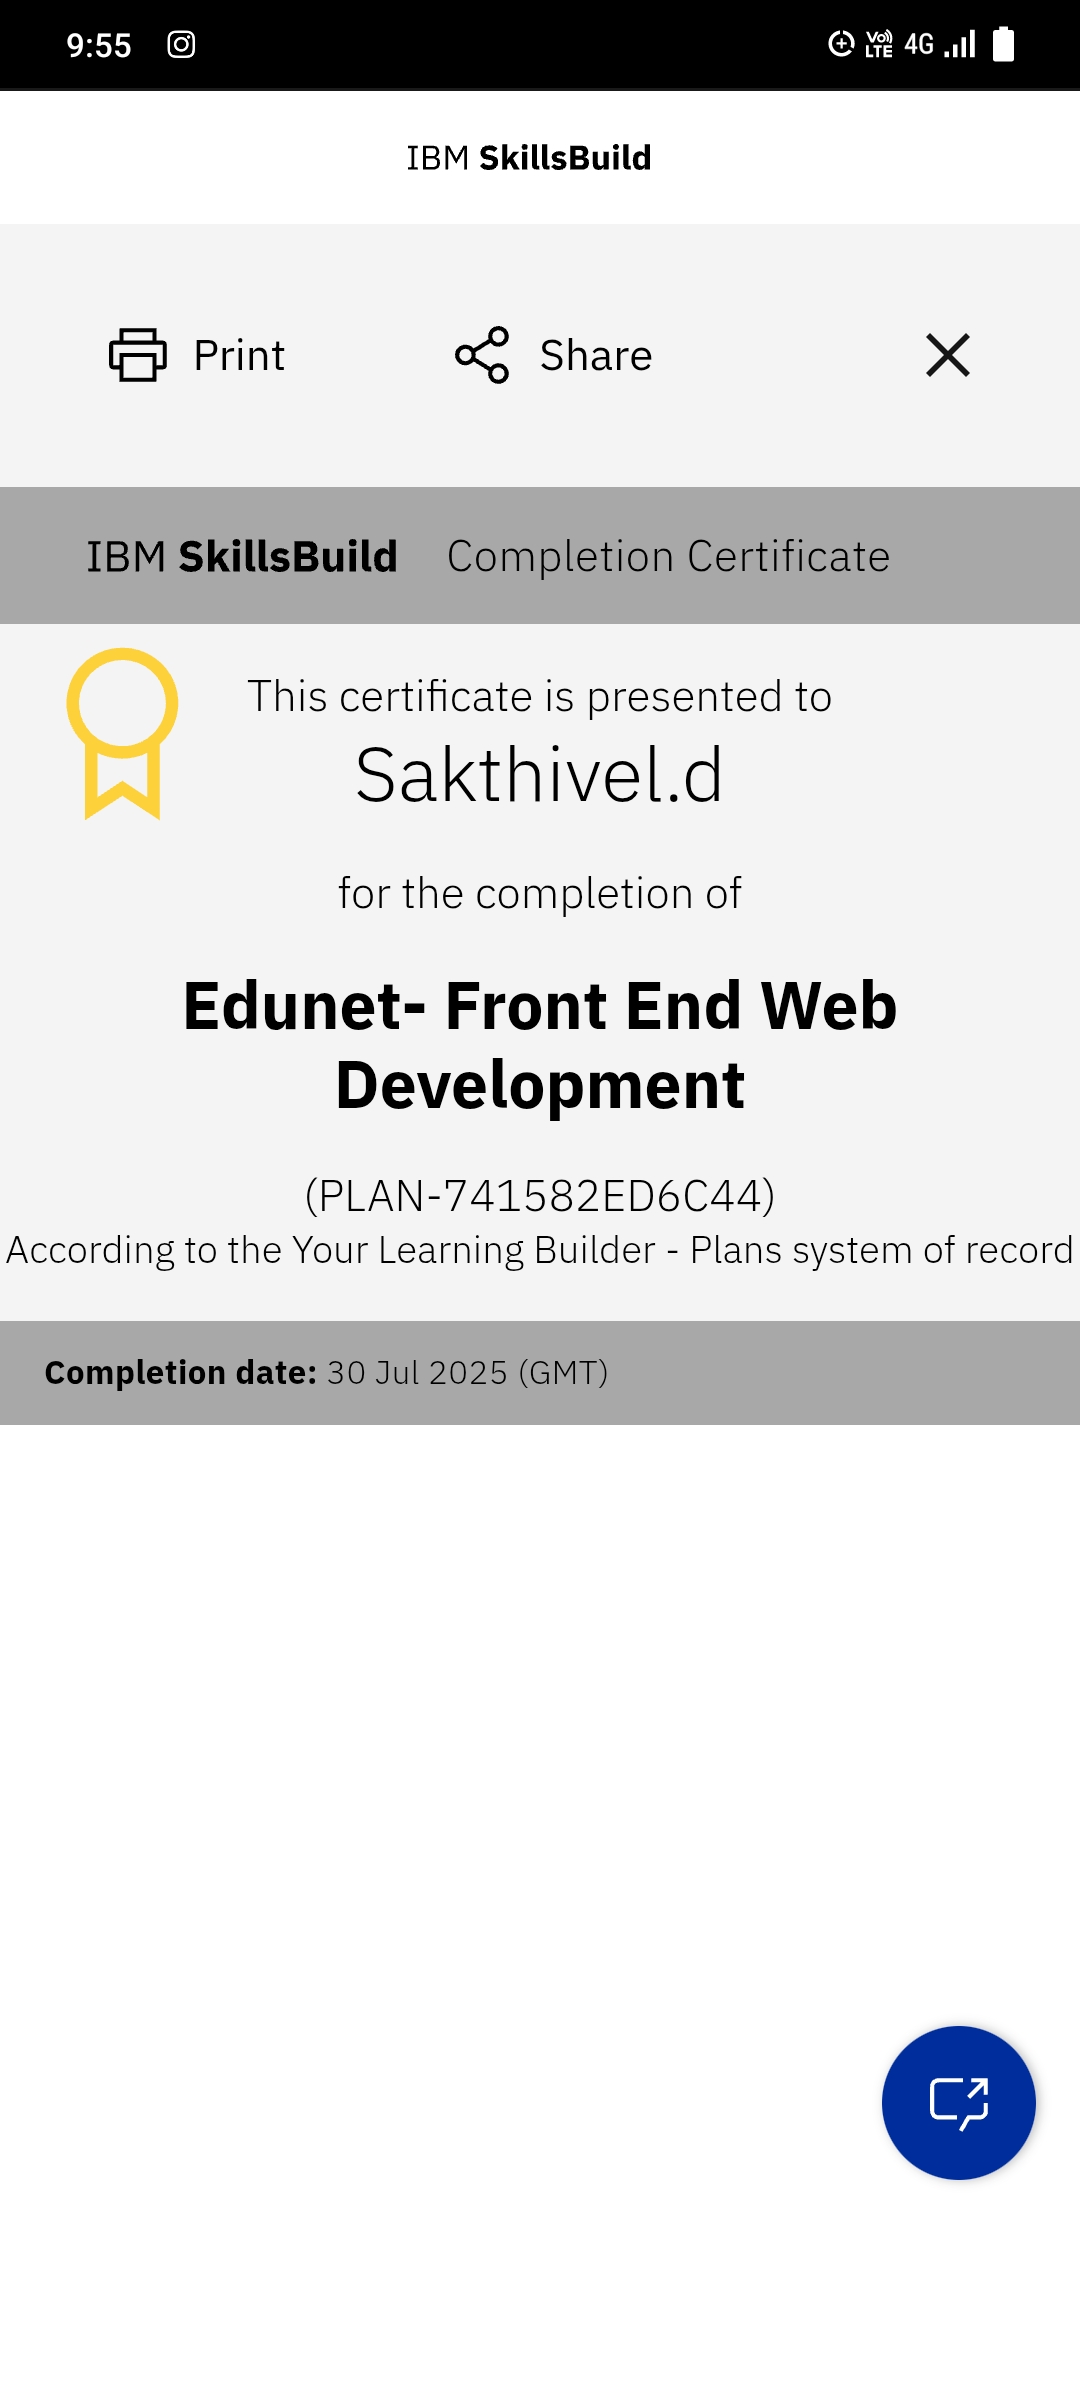 9:55 Vo) LTE 4G
IBM SkillsBuild
Print Share
IBM SkillsBuild Completion Certificate
This certificate is presented to
Sakthivel.d
for the completion of
Edunet- Front End Web
Development
(PLAN-741582ED6C44)
According to the Your Learning Builder - Plans system of record
Completion date: 30 Jul 2025 (GMT)